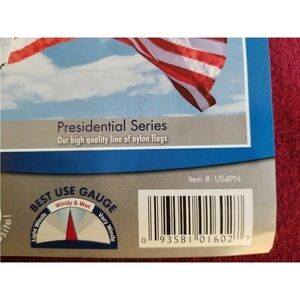 Presidential Series
Our high quality line of nylon flags
Item #: US4PN
BEST USE GAUGE
Windy & Wet
Light Winds
Very Windy
0 93581 01602 7